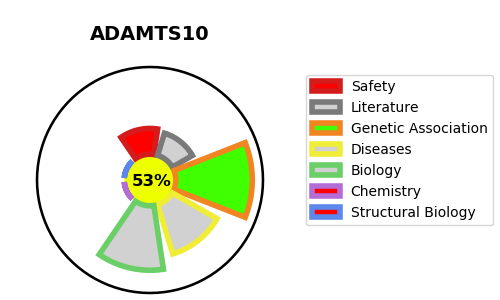 ADAMTS10
53%
Safety
Literature
Genetic Association
Diseases
Biology
Chemistry
Structural Biology